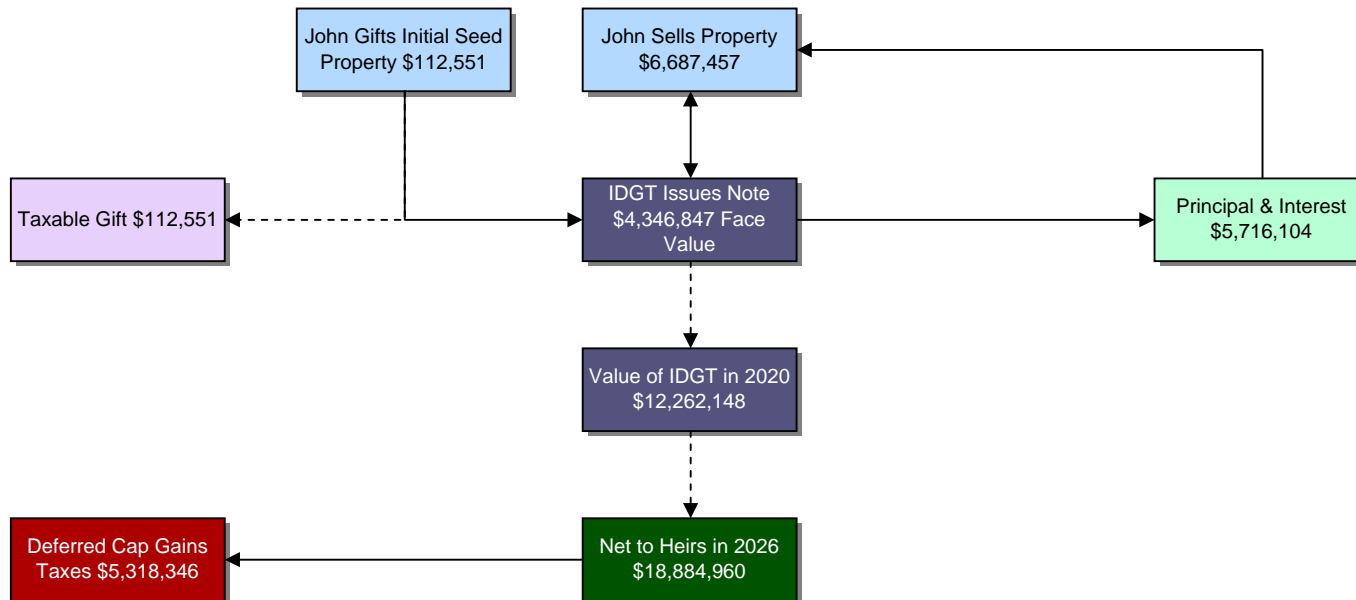 John Gifts Initial Seed
Property $112,551
John Sells Property
$6,687,457
Taxable Gift $112,551
IDGT Issues Note
$4,346,847 Face
Value
Principal & Interest
$5,716,104
Value of IDGT in 2020
$12,262,148
Deferred Cap Gains
Taxes $5,318,346
Net to Heirs in 2026
$18,884,960